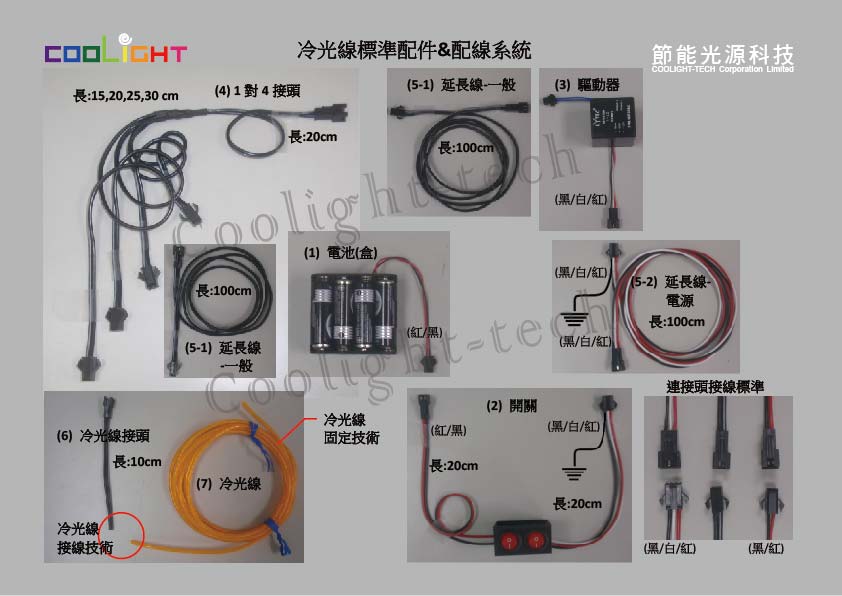 COOLIGHT
冷光線標準配件&配線系統
節能光源科技
COOLIGHT-TECH Corporation Limited
長:15,20,25,30 cm
(4) 1 對 4 接頭
長:20cm
(5-1) 延長線-一般
長:100cm
(3) 驅動器
(黑/白/紅)
長:100cm
(5-1) 延長線
-一般
(1) 電池(盒)
(紅/黑)
(黑/白/紅)
(5-2) 延長線-
電源
長:100cm
(黑/白/紅)
(6) 冷光線接頭
長:10cm
(7) 冷光線
冷光線
固定技術
冷光線
接線技術
(2) 開關
(紅/黑)
(黑/白/紅)
長:20cm
長:20cm
連接頭接線標準
(黑/白/紅)
(黑/紅)
Coolight-tech
Coolight-tech